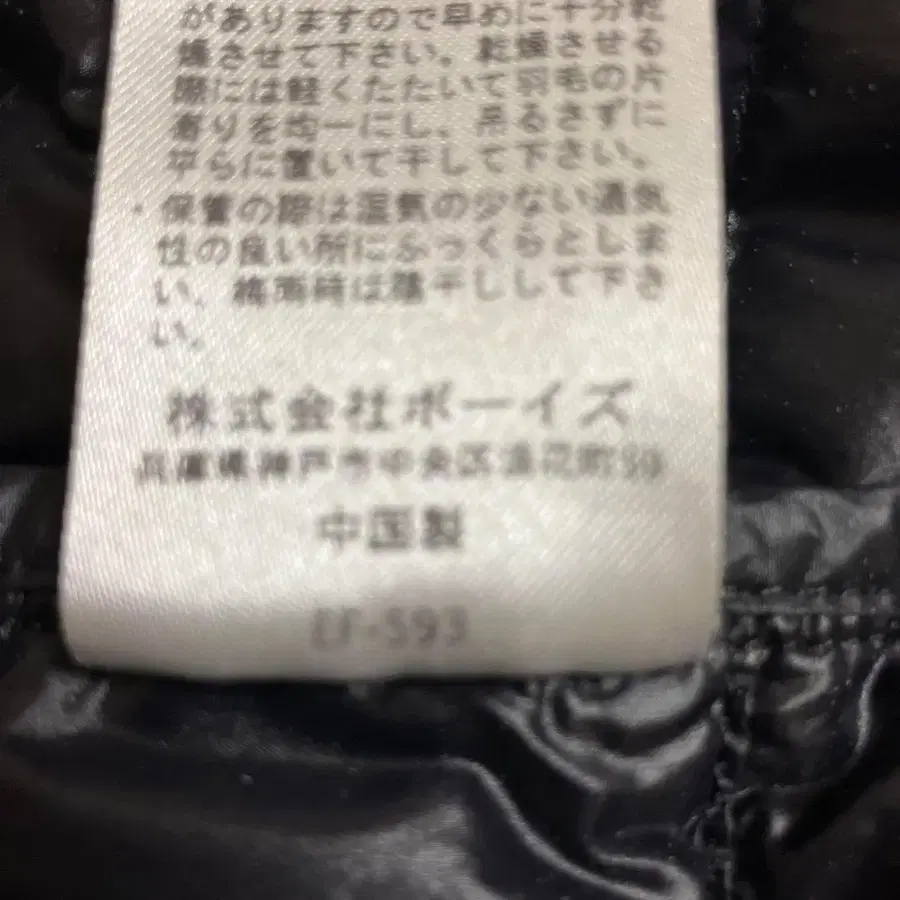 がありますので早めに十分乾
燥させて下さい。乾燥させる
際には軽くたたいて羽毛の片
寄りを均一にし、吊るさずに
平らに置いて干して下さい。
・保管の際は湿気の少ない通気
性の良い所にふっくらとしま
い、梅雨時は陰干しして下さ
い。
株式会社ボーイズ
兵庫県神戸市中央区浪花町59
中国製
-593